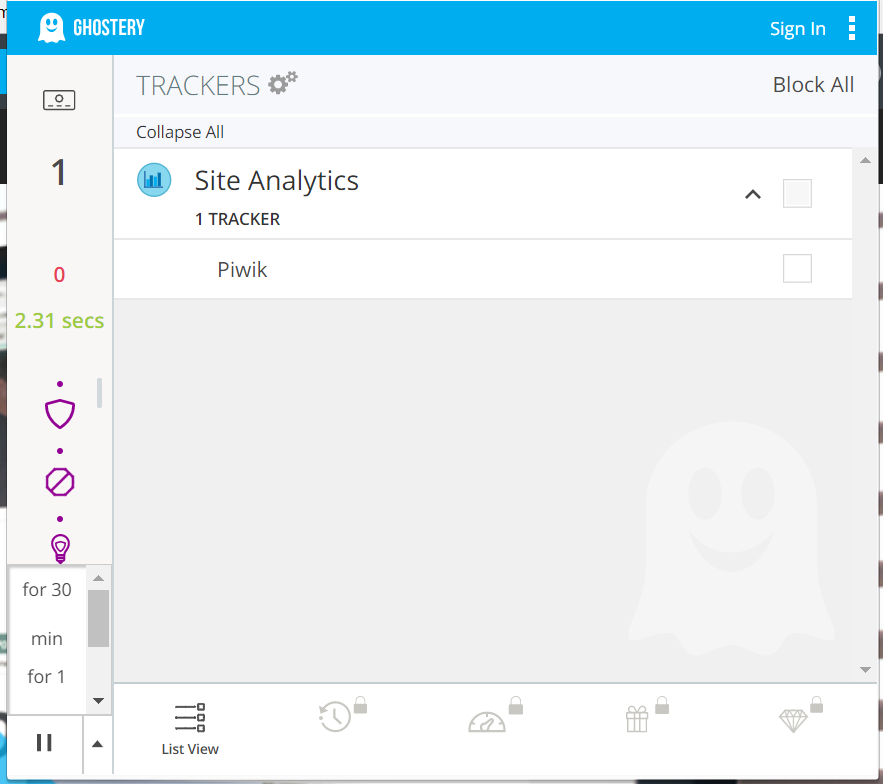 GHOSTERY
Sign In
TRACKERS
Block All
Collapse All
1
Site Analytics
1 TRACKER
0
Piwik
2.31 secs
for 30
min
for 1
List View